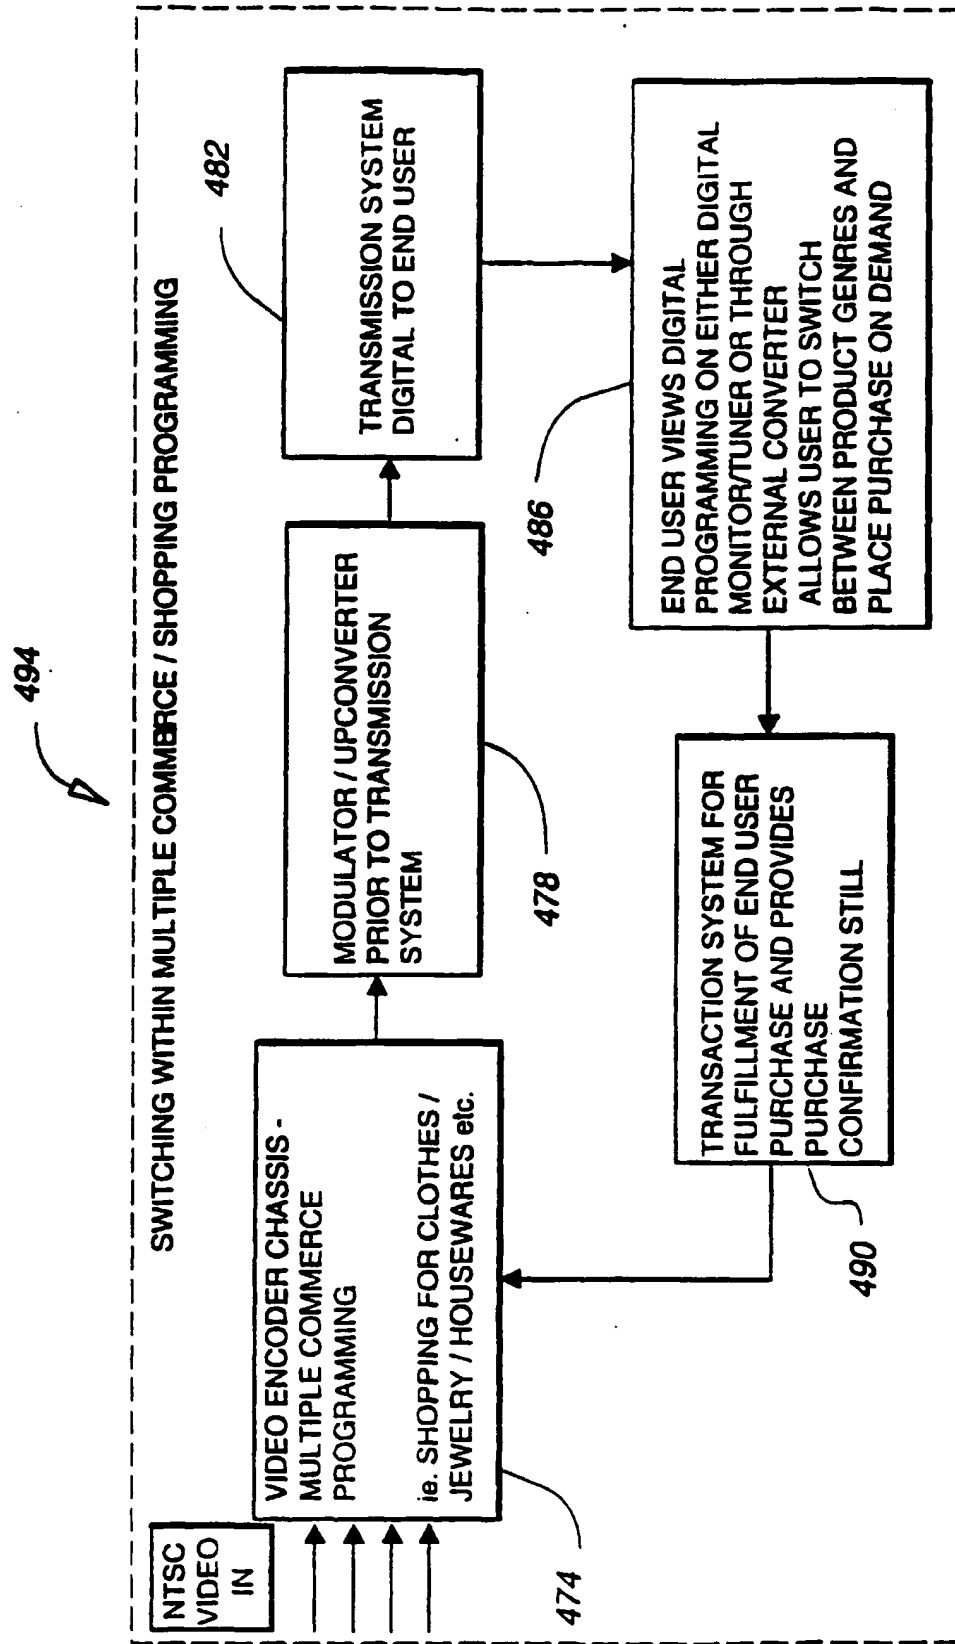 494
SWITCHING WITHIN MULTIPLE COMMERCE / SHOPPING PROGRAMMING
NTSC
VIDEO
IN
VIDEO ENCODER CHASSIS -
MULTIPLE COMMERCE
PROGRAMMING
ie. SHOPPING FOR CLOTHES /
JEWELRY / HOUSEWARES etc.
474
MODULATOR / UPCONVERTER
PRIOR TO TRANSMISSION
SYSTEM
478
TRANSMISSION SYSTEM
DIGITAL TO END USER
482
END USER VIEWS DIGITAL
PROGRAMMING ON EITHER DIGITAL
MONITOR/TUNER OR THROUGH
EXTERNAL CONVERTER
ALLOWS USER TO SWITCH
BETWEEN PRODUCT GENRES AND
PLACE PURCHASE ON DEMAND
486
TRANSACTION SYSTEM FOR
FULFILLMENT OF END USER
PURCHASE AND PROVIDES
PURCHASE
CONFIRMATION STILL
490